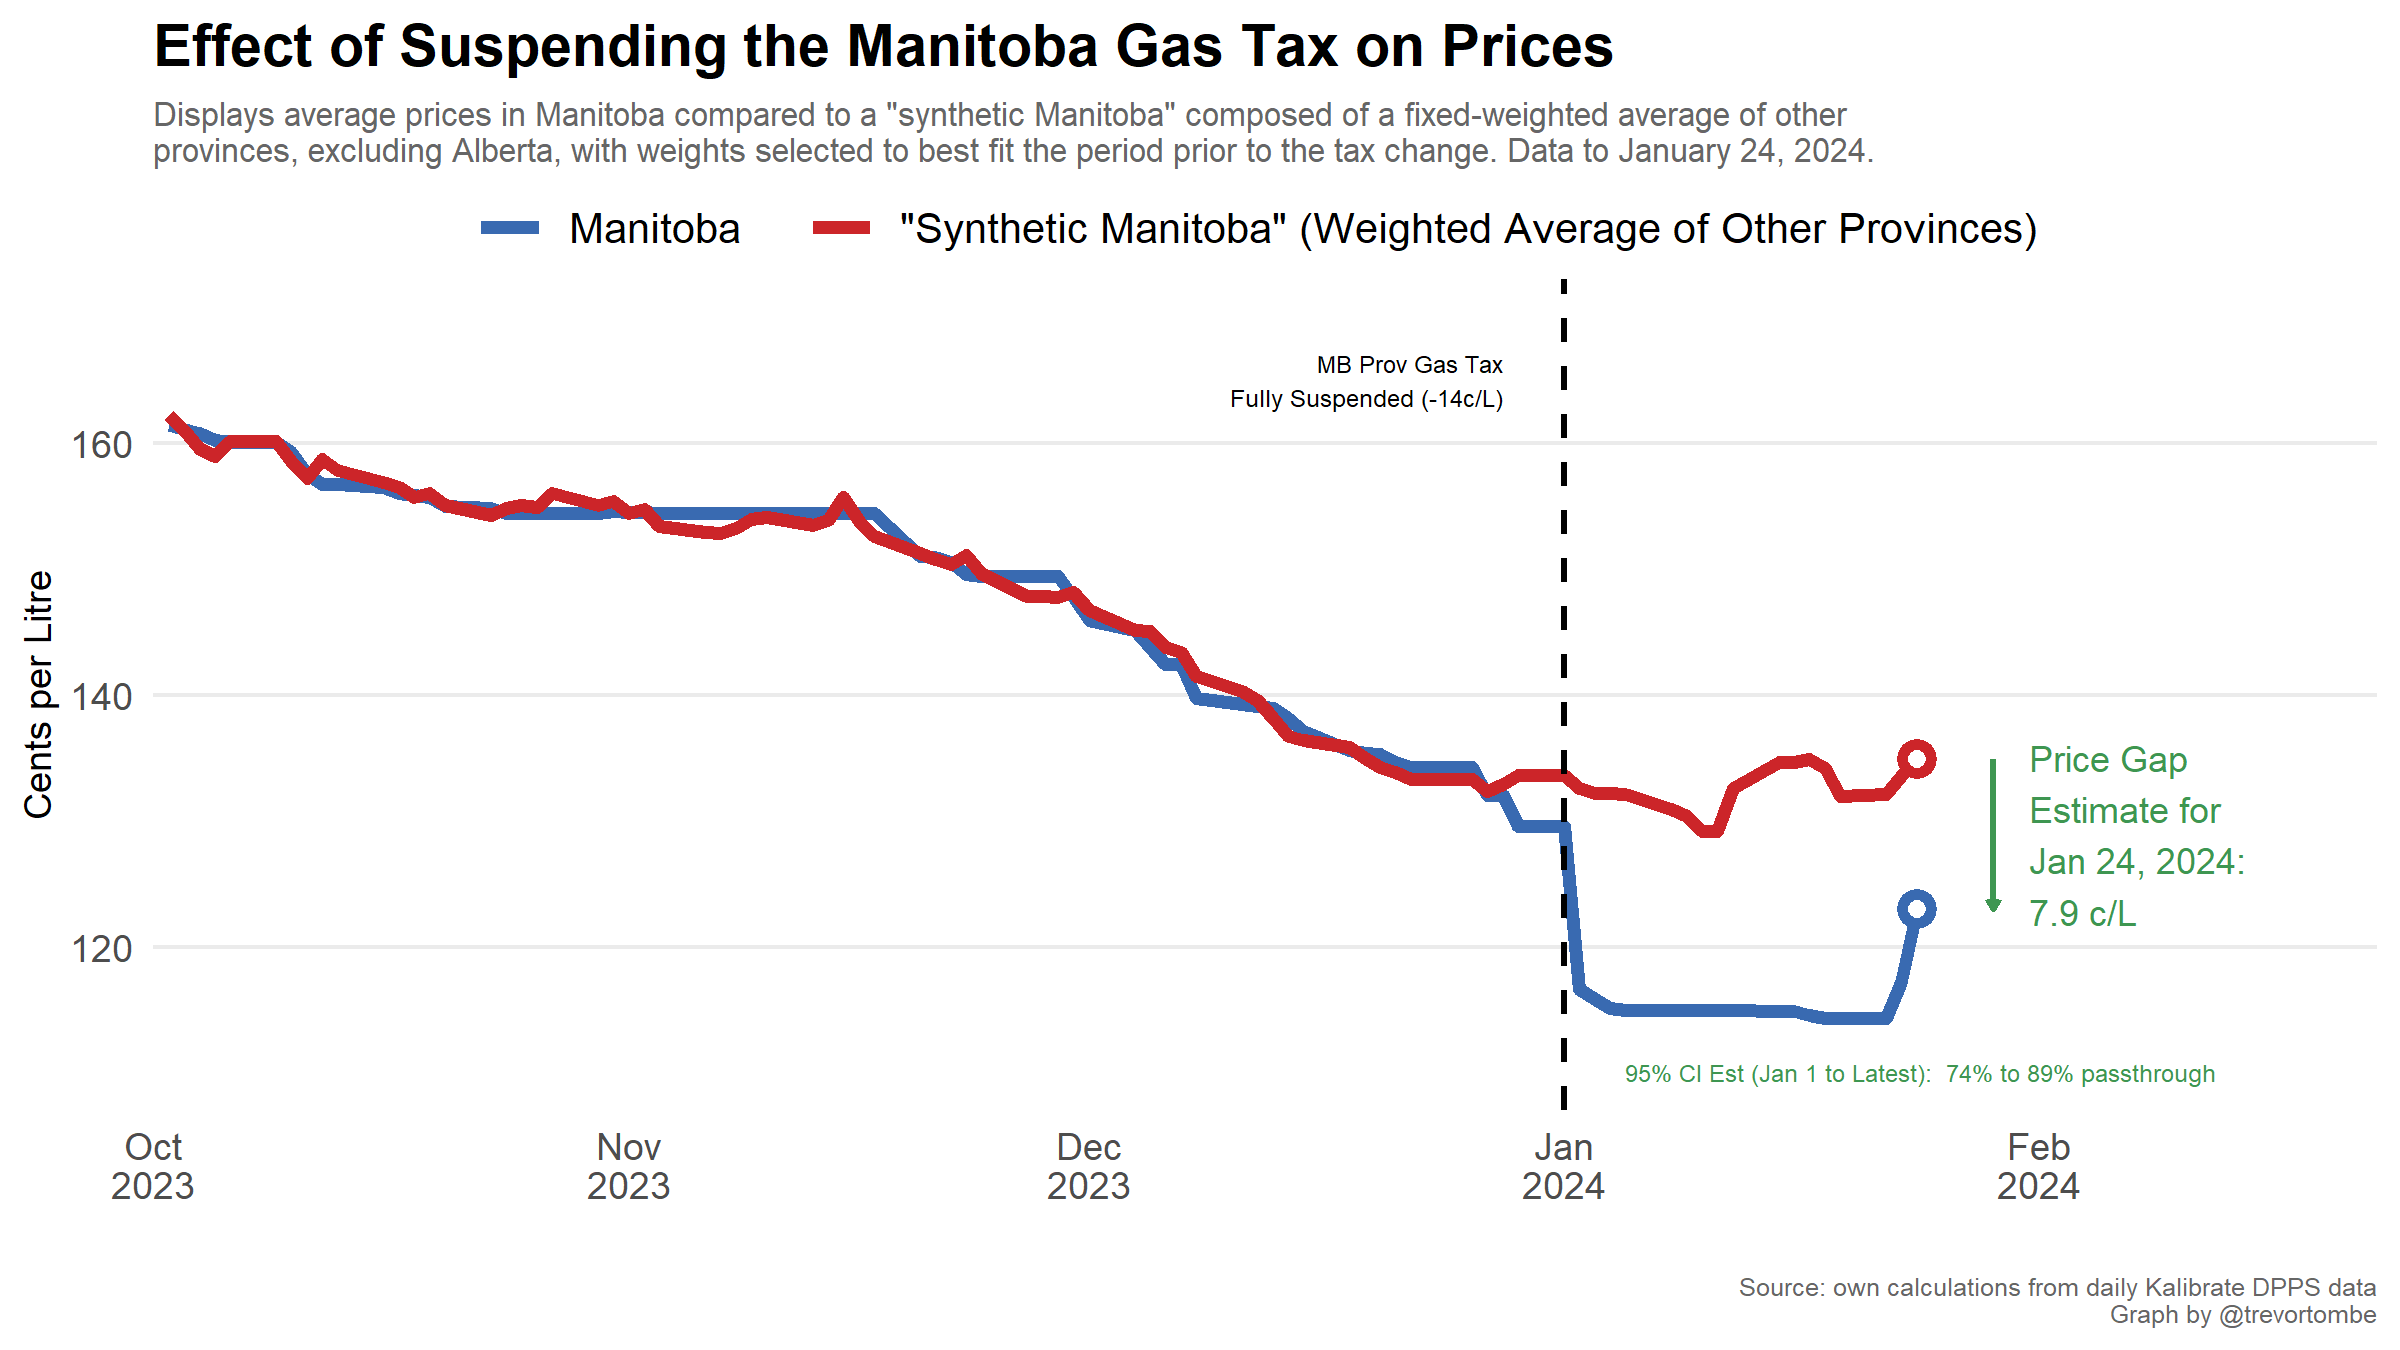 Effect of Suspending the Manitoba Gas Tax on Prices
Displays average prices in Manitoba compared to a "synthetic Manitoba" composed of a fixed-weighted average of other
provinces, excluding Alberta, with weights selected to best fit the period prior to the tax change. Data to January 24, 2024.
Manitoba
"Synthetic Manitoba" (Weighted Average of Other Provinces)
MB Prov Gas Tax
Fully Suspended (-14c/L)
160
140
120
Cents per Litre
Price Gap
Estimate for
Jan 24, 2024:
7.9 c/L
95% CI Est (Jan 1 to Latest):  74% to 89% passthrough
Oct
2023
Nov
2023
Dec
2023
Jan
2024
Feb
2024
Source: own calculations from daily Kalibrate DPPS data
Graph by @trevortombe